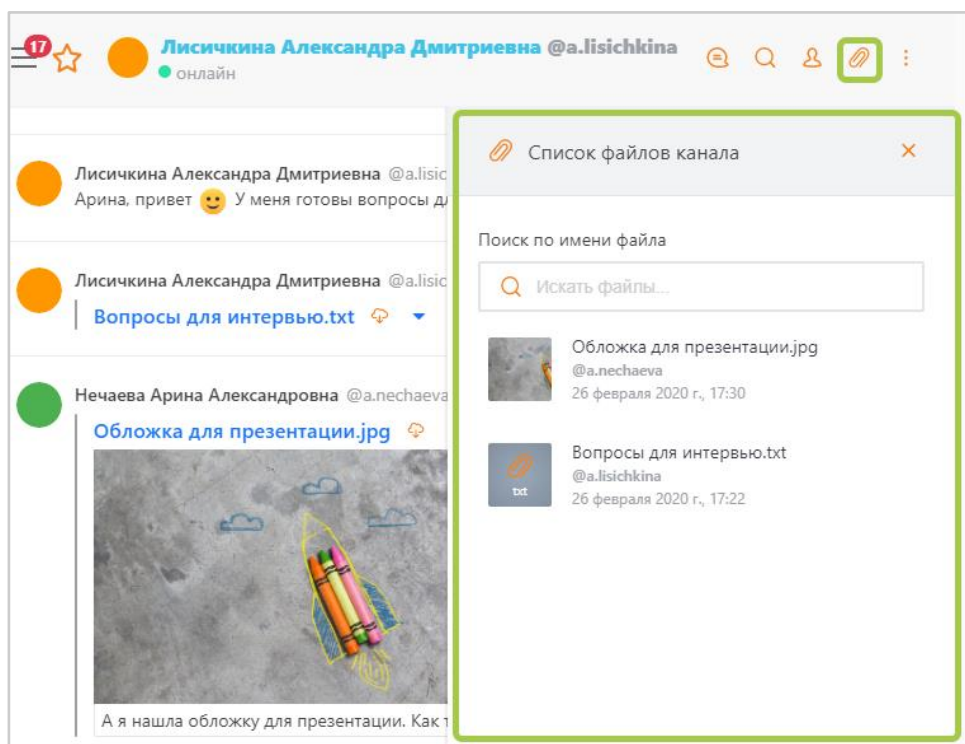 17
Лисичкина Александра Дмитриевна @a.lisichkina
онлайн
Лисичкина Александра Дмитриевна @a.lisic
Арина, привет У меня готовы вопросы
Лисичкина Александра Дмитриевна @a.lisic
Вопросы для интервью.txt
Нечаева Арина Александровна @a.nechaeva
Обложка для презентации.jpg
А я нашла обложку для презентации. Как
Список файлов канала
Поиск по имени файла
Искать файлы...
Обложка для презентации.jpg
@a.nechaeva
26 февраля 2020 г., 17:30
txt
Вопросы для интервью.txt
@a.lisichkina
26 февраля 2020 г., 17:22